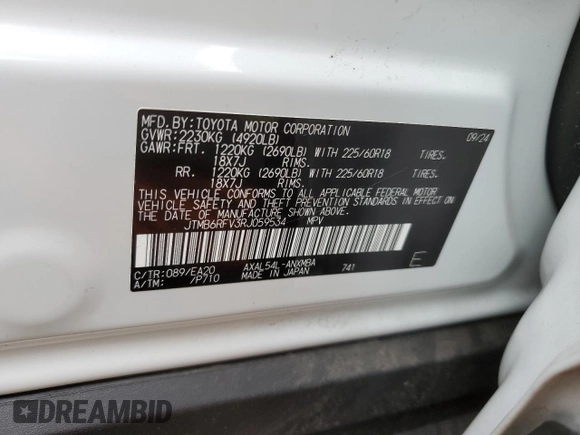 MFD. BY: TOYOTA MOTOR CORPORATION 09/24
GVWR: 2230KG (4920LB)
GAWR: FRT. 1220KG (2690LB) WITH 225/60R18 TIRES.
18X7J RIMS.
RR. 1220KG (2690LB) WITH 225/60R18 TIRES.
18X7J RIMS.
THIS VEHICLE CONFORMS TO ALL APPLICABLE FEDERAL MOTOR
VEHICLE SAFETY AND THEFT PREVENTION STANDARDS IN
EFFECT ON THE DATE OF MANUFACTURE SHOWN ABOVE.
JTMB6RFV3RJ059534 MPV
C/TR: 089/EA20 AXAL54L-ANXMBA 741
A/TM: /P710 MADE IN JAPAN E
DREAMBID